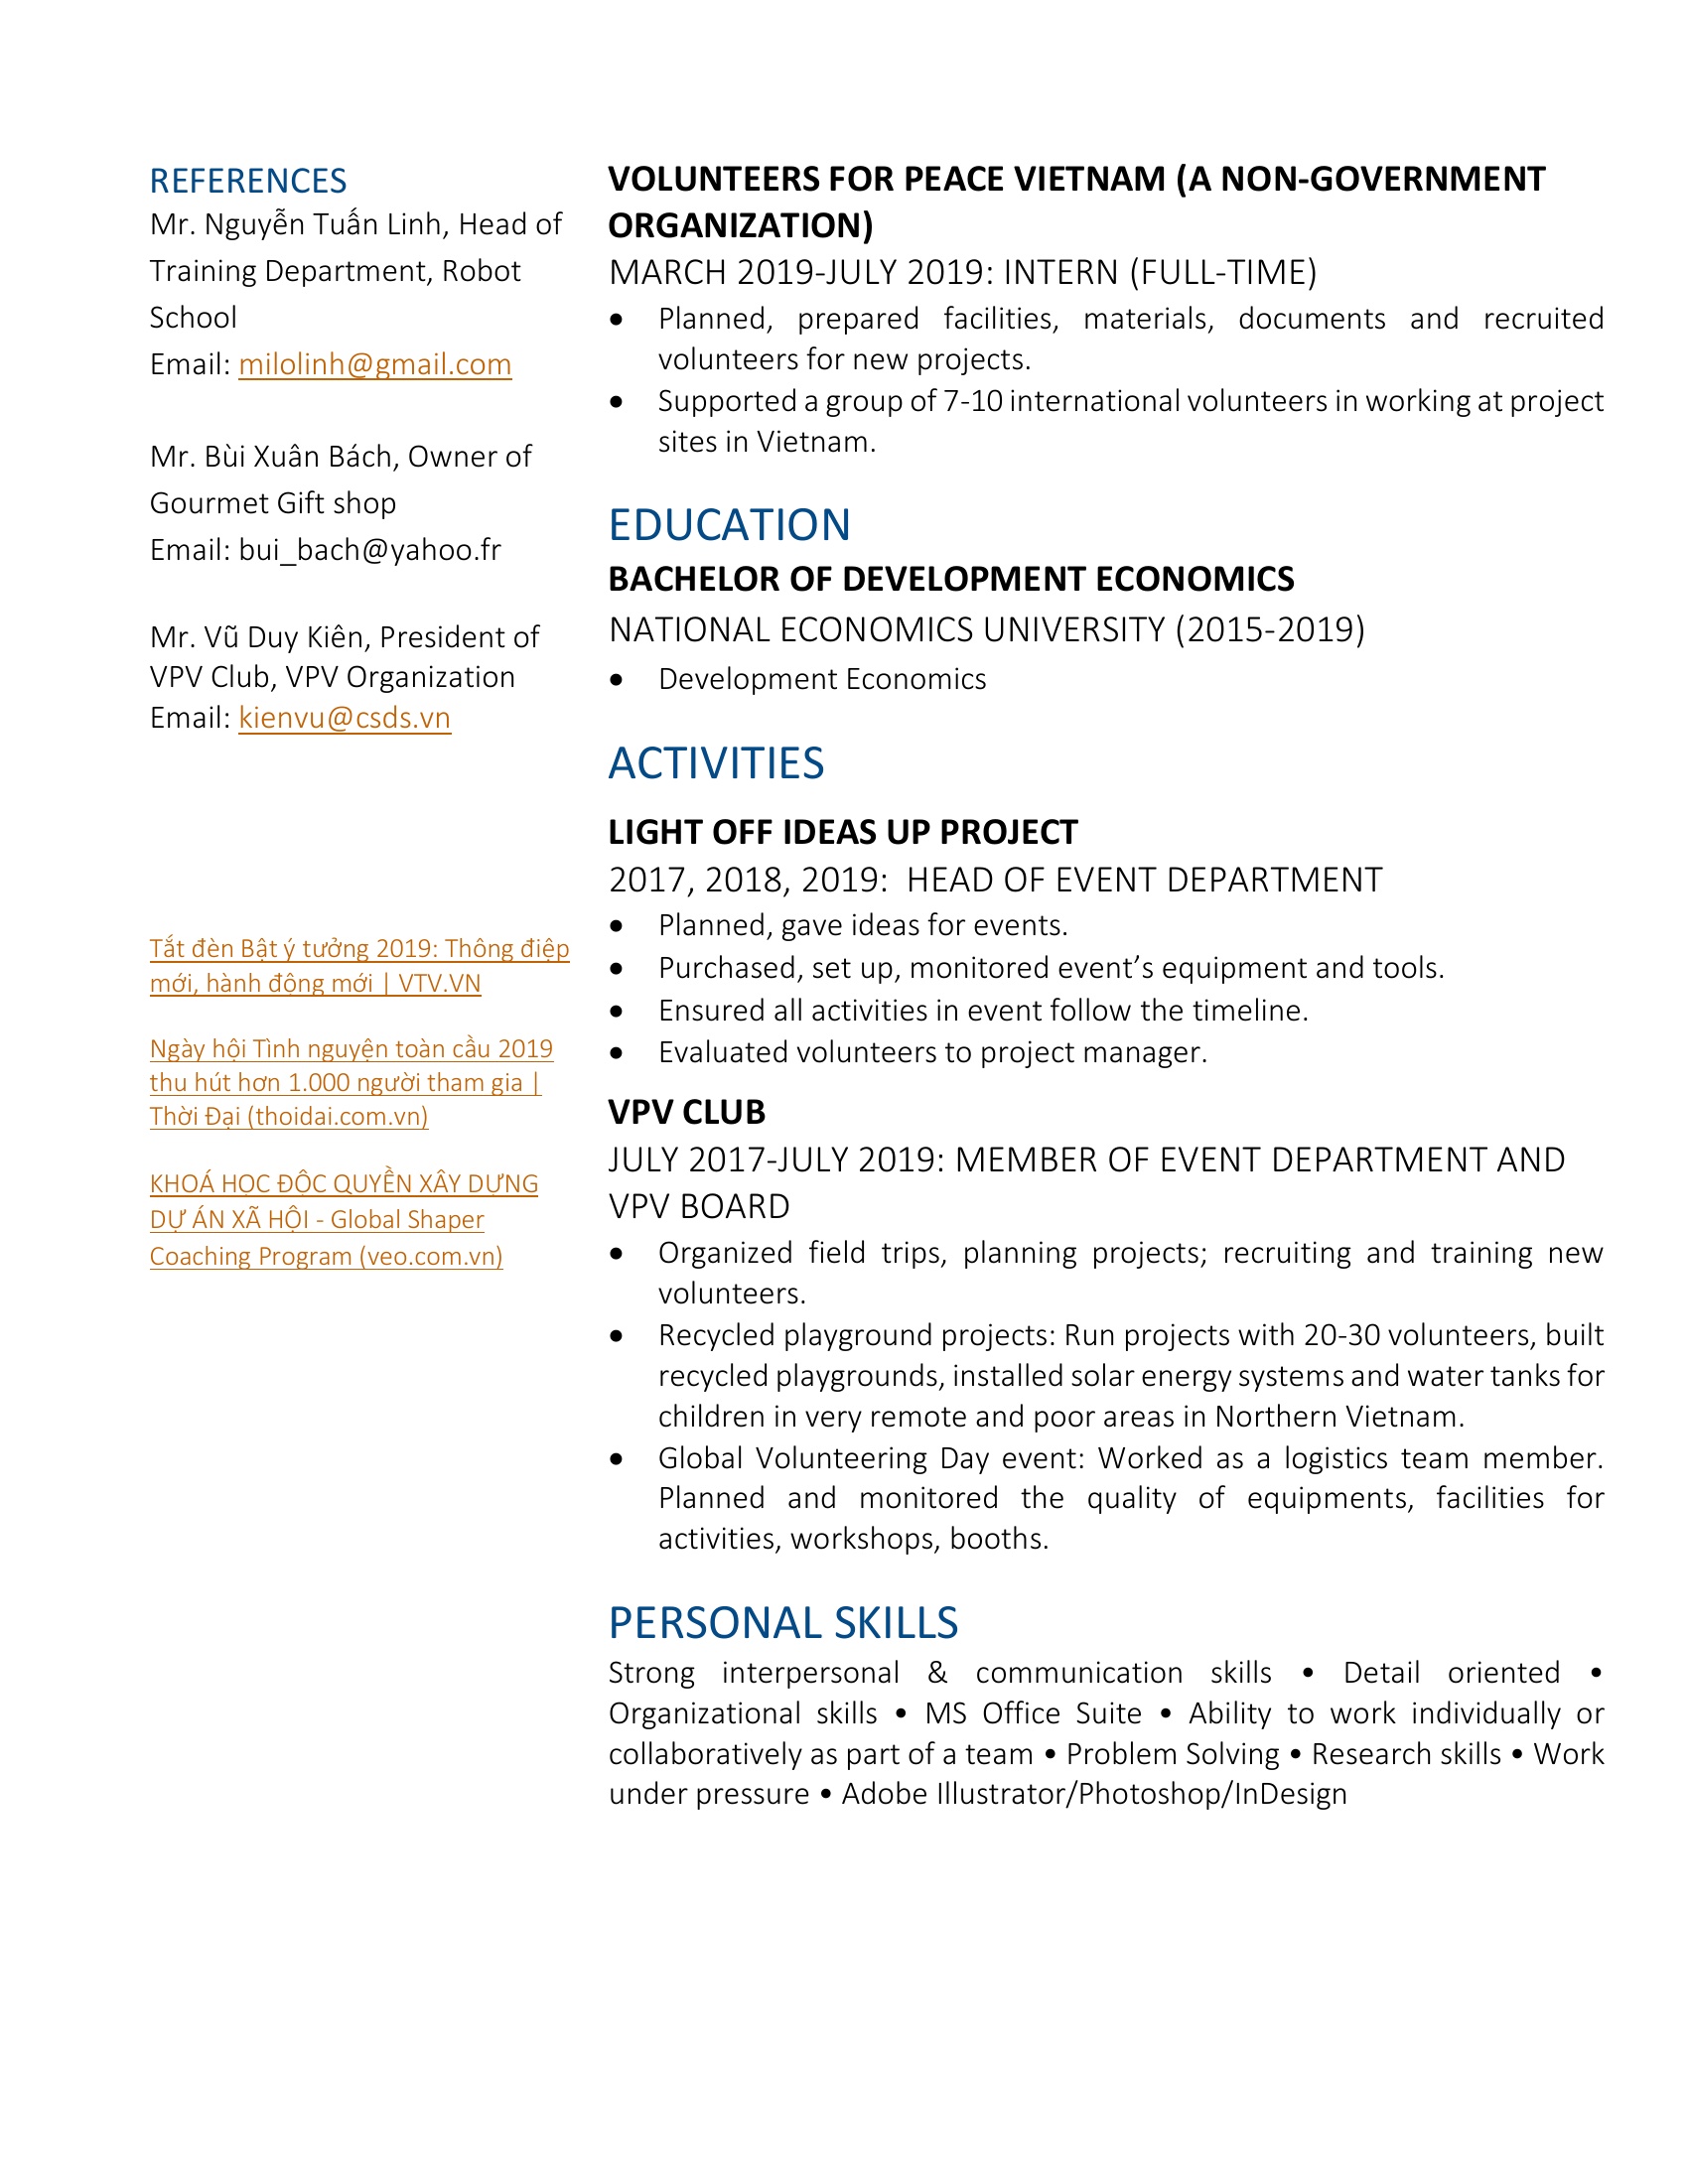 REFERENCES
Mr. Nguyễn Tuấn Linh, Head of
Training Department, Robot
School
Email: milolinh@gmail.com
Mr. Bùi Xuân Bách, Owner of
Gourmet Gift shop
Email: bui_bach@yahoo.fr
Mr. Vũ Duy Kiên, President of
VPV Club, VPV Organization
Email: kienvu@csds.vn
Tắt đèn Bật ý tưởng 2019: Thông điệp
mới, hành động mới | VTV.VN
Ngày hội Tình nguyện toàn cầu 2019
thu hút hơn 1.000 người tham gia |
Thời Đại (thoidai.com.vn)
KHOÁ HỌC ĐỘC QUYỀN XÂY DỰNG
DỰ ÁN XÃ HỘI - Global Shaper
Coaching Program (veo.com.vn)
VOLUNTEERS FOR PEACE VIETNAM (A NON-GOVERNMENT
ORGANIZATION)
MARCH 2019-JULY 2019: INTERN (FULL-TIME)
• Planned, prepared facilities, materials, documents and recruited
volunteers for new projects.
• Supported a group of 7-10 international volunteers in working at project
sites in Vietnam.
EDUCATION
BACHELOR OF DEVELOPMENT ECONOMICS
NATIONAL ECONOMICS UNIVERSITY (2015-2019)
• Development Economics
ACTIVITIES
LIGHT OFF IDEAS UP PROJECT
2017, 2018, 2019: HEAD OF EVENT DEPARTMENT
• Planned, gave ideas for events.
• Purchased, set up, monitored event’s equipment and tools.
• Ensured all activities in event follow the timeline.
• Evaluated volunteers to project manager.
VPV CLUB
JULY 2017-JULY 2019: MEMBER OF EVENT DEPARTMENT AND
VPV BOARD
• Organized field trips, planning projects; recruiting and training new
volunteers.
• Recycled playground projects: Run projects with 20-30 volunteers, built
recycled playgrounds, installed solar energy systems and water tanks for
children in very remote and poor areas in Northern Vietnam.
• Global Volunteering Day event: Worked as a logistics team member.
Planned and monitored the quality of equipments, facilities for
activities, workshops, booths.
PERSONAL SKILLS
Strong interpersonal & communication skills • Detail oriented •
Organizational skills • MS Office Suite • Ability to work individually or
collaboratively as part of a team • Problem Solving • Research skills • Work
under pressure • Adobe Illustrator/Photoshop/InDesign